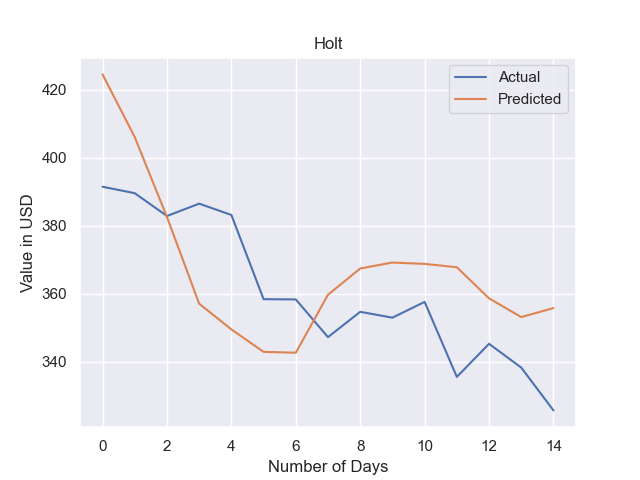 Holt
Actual
Predicted
420
400
380
360
340
Value in USD
0 2 4 6 8 10 12 14
Number of Days